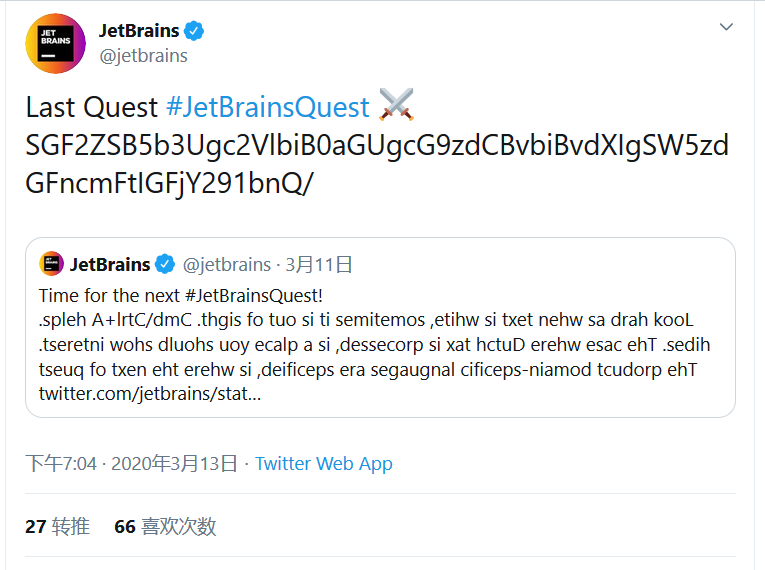 JET
BRAINS
JetBrains
@jetbrains
Last Quest #JetBrainsQuest ⚔️
SGF2ZSB5b3Ugc2VlbiB0aGUgcG9zdCBvbiBvdXIgSW5zd
GFncmFtIGFjY291bnQ/
JetBrains @jetbrains · 3月11日
Time for the next #JetBrainsQuest!
.spleh A+lrtC/dmC .thgis fo tuo si ti semitemos ,etihw si txet nehw sa drah kooL
.tseretni wohs dluohs uoy ecalp a si ,dessecorp si xat hctuD erehw esac ehT .sedih
tseuq fo txen eht erehw si ,deificeps era segaugnal cificeps-niamod tcudorp ehT
twitter.com/jetbrains/stat...
下午7:04 · 2020年3月13日 · Twitter Web App
27 转推 66 喜欢次数